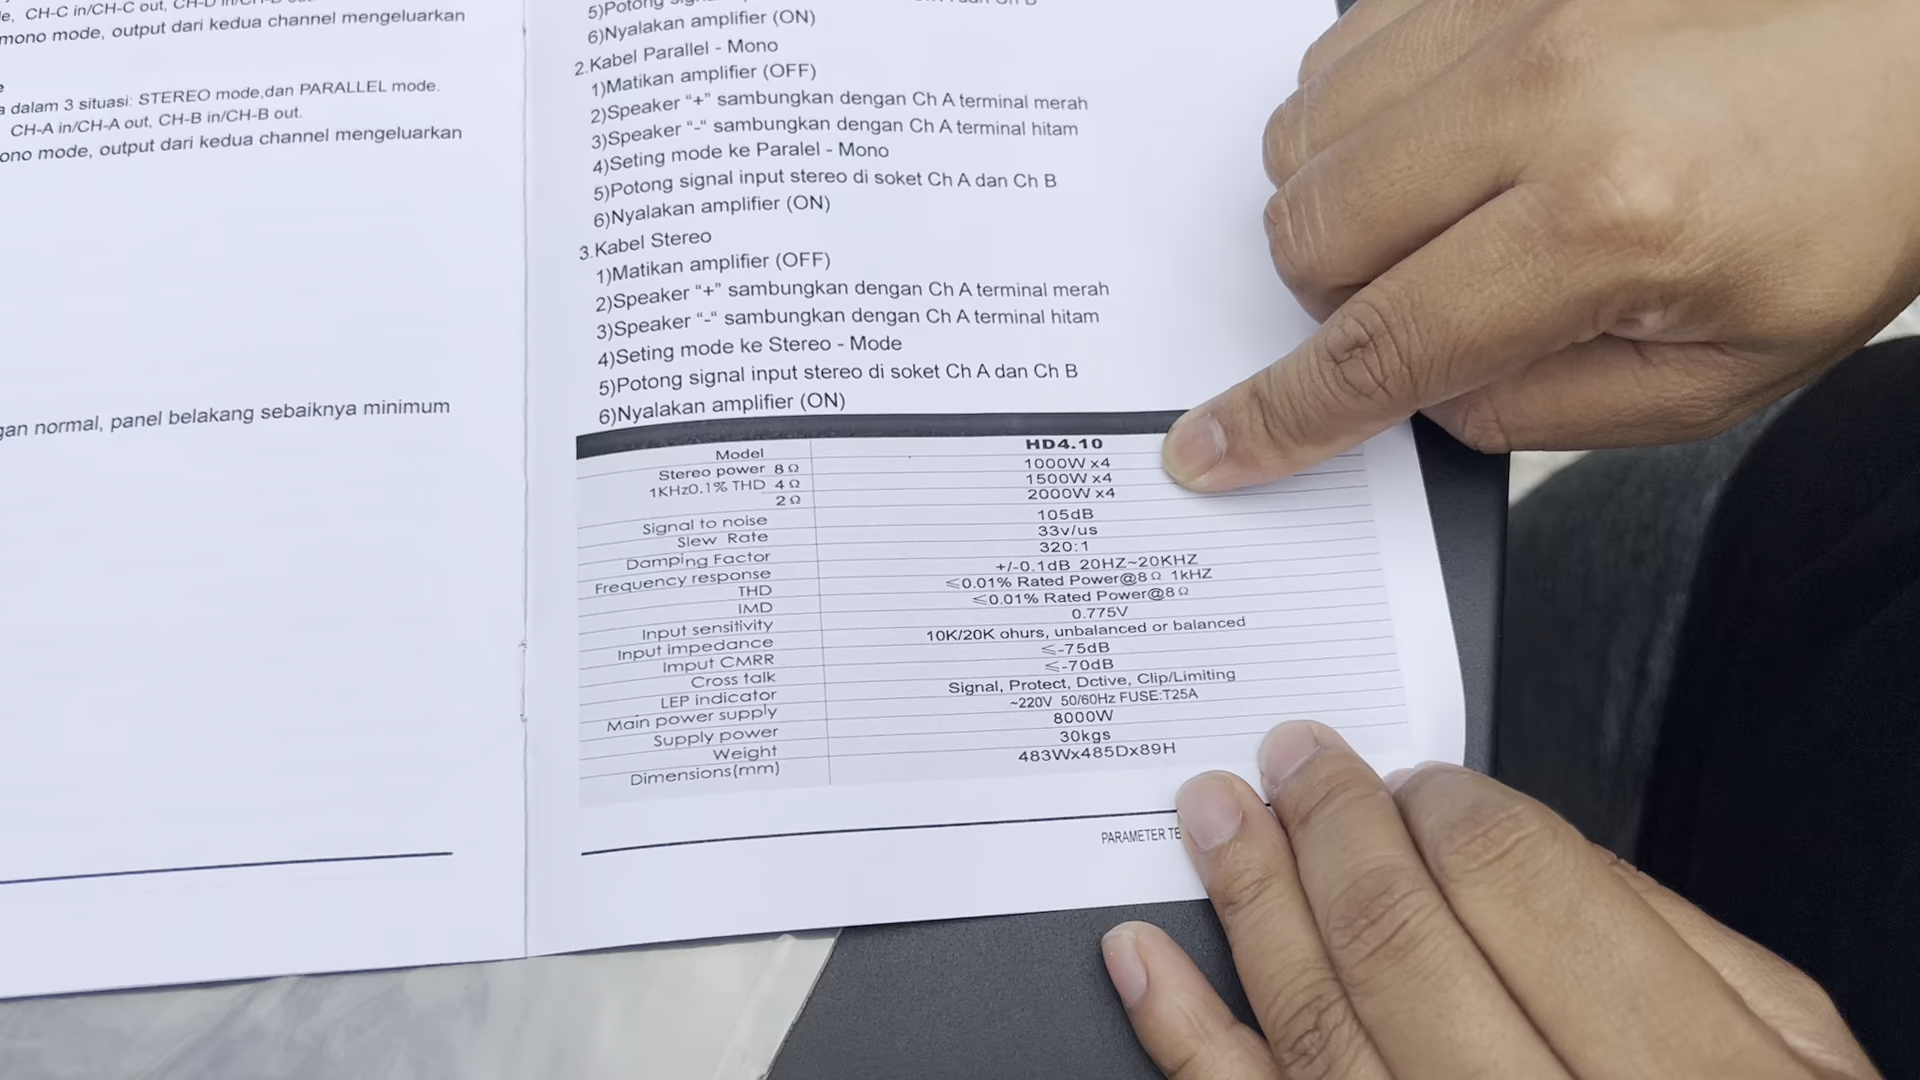 CH-C in/CH-C out,
mono mode, output dari kedua channel mengeluarkan
dalam 3 situasi: STEREO mode,dan PARALLEL mode.
CH-A in/CH-A out, CH-B in/CH-B out.
mode, output dari kedua channel mengeluarkan
normal, panel belakang sebaiknya minimum
5)Potong
6)Nyalakan amplifier (ON)
2.Kabel Parallel - Mono
1)Matikan amplifier (OFF)
2)Speaker “+” sambungkan dengan Ch A terminal merah
3)Speaker “-“ sambungkan dengan Ch A terminal hitam
4)Seting mode ke Paralel - Mono
5)Potong signal input stereo di soket Ch A dan Ch B
6)Nyalakan amplifier (ON)
3.Kabel Stereo
1)Matikan amplifier (OFF)
2)Speaker “+” sambungkan dengan Ch A terminal merah
3)Speaker “-“ sambungkan dengan Ch A terminal hitam
4)Seting mode ke Stereo - Mode
5)Potong signal input stereo di soket Ch A dan Ch B
6)Nyalakan amplifier (ON)
Model HD4.10
Stereo power 8Ω 1000W x4
1KHz0.1% THD 4Ω 1500W x4
2Ω 2000W x4
Signal to noise 105dB
Slew Rate 33v/us
Damping Factor 320:1
Frequency response +/-0.1dB 20HZ~20KHZ
THD ≤0.01% Rated Power@8Ω 1kHZ
IMD ≤0.01% Rated Power@8Ω
Input sensitivity 0.775V
Input impedance 10K/20K ohurs, unbalanced or balanced
Imput CMRR ≤-75dB
Cross talk ≤-70dB
LEP indicator Signal, Protect, Dctive, Clip/Limiting
Main power supply ~220V 50/60Hz FUSE:T25A
Supply power 8000W
Weight 30kgs
Dimensions(mm) 483Wx485Dx89H
PARAMETER